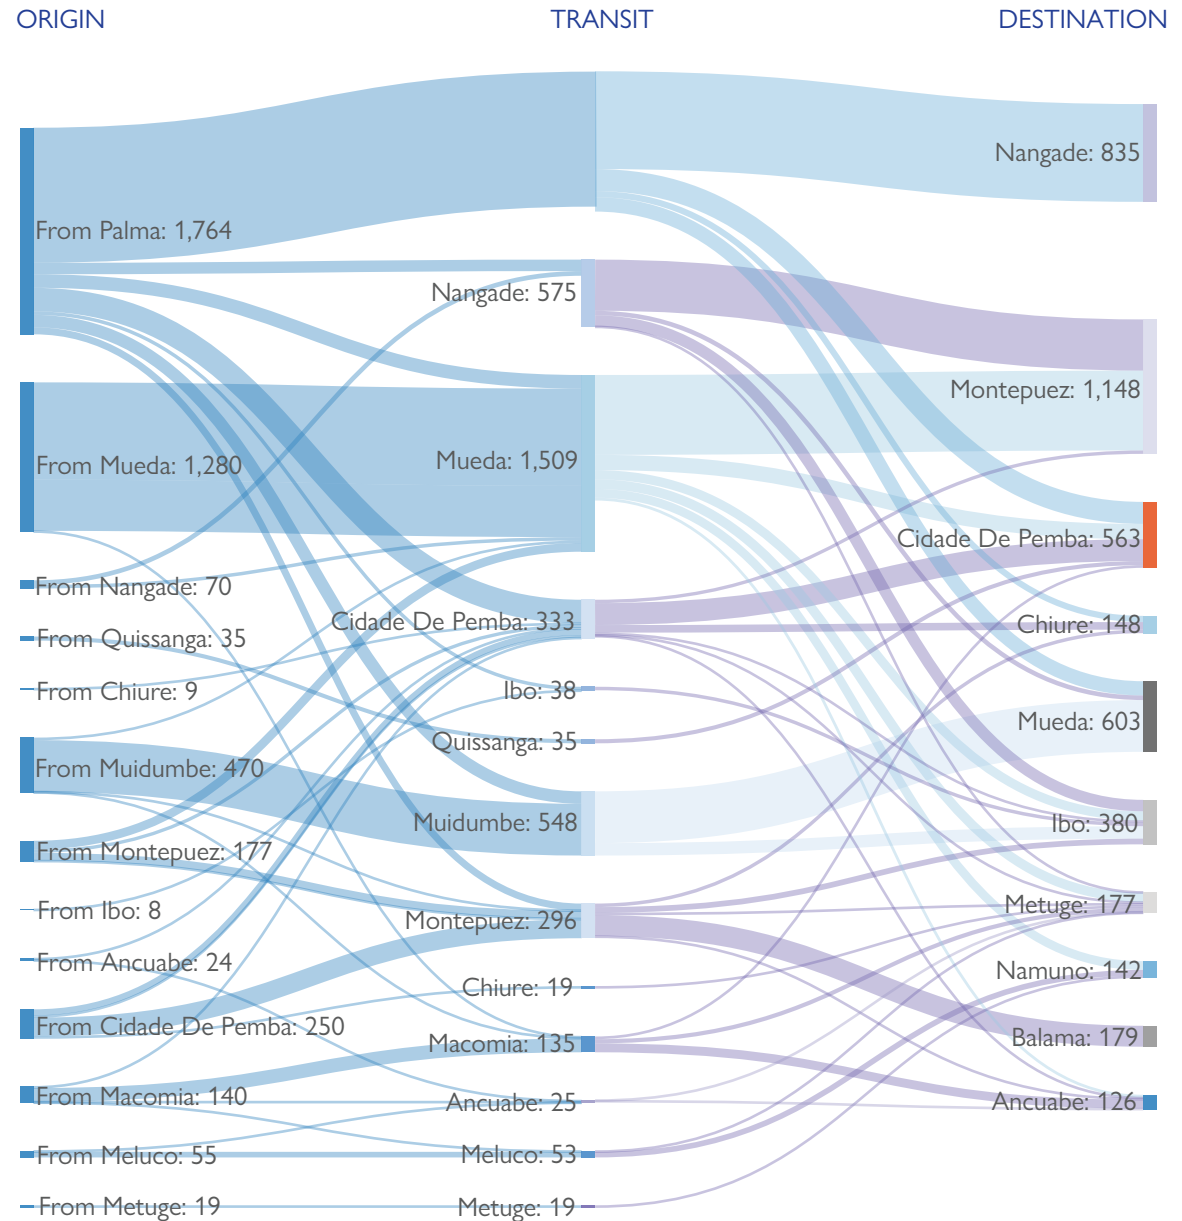 ORIGIN
TRANSIT
DESTINATION
From Palma: 1,764
From Mueda: 1,280
From Nangade: 70
From Quissanga: 35
From Chiure: 9
From Muidumbe: 470
From Montepuez: 177
From Ibo: 8
From Ancuabe: 24
From Cidade De Pemba: 250
From Macomia: 140
From Meluco: 55
From Metuge: 19
Nangade: 575
Mueda: 1,509
Cidade De Pemba: 333
Ibo: 38
Quissanga: 35
Muidumbe: 548
Montepuez: 296
Chiure: 19
Macomia: 135
Ancuabe: 25
Meluco: 53
Metuge: 19
Nangade: 835
Montepuez: 1,148
Cidade De Pemba: 563
Chiure: 148
Mueda: 603
Ibo: 380
Metuge: 177
Namuno: 142
Balama: 179
Ancuabe: 126